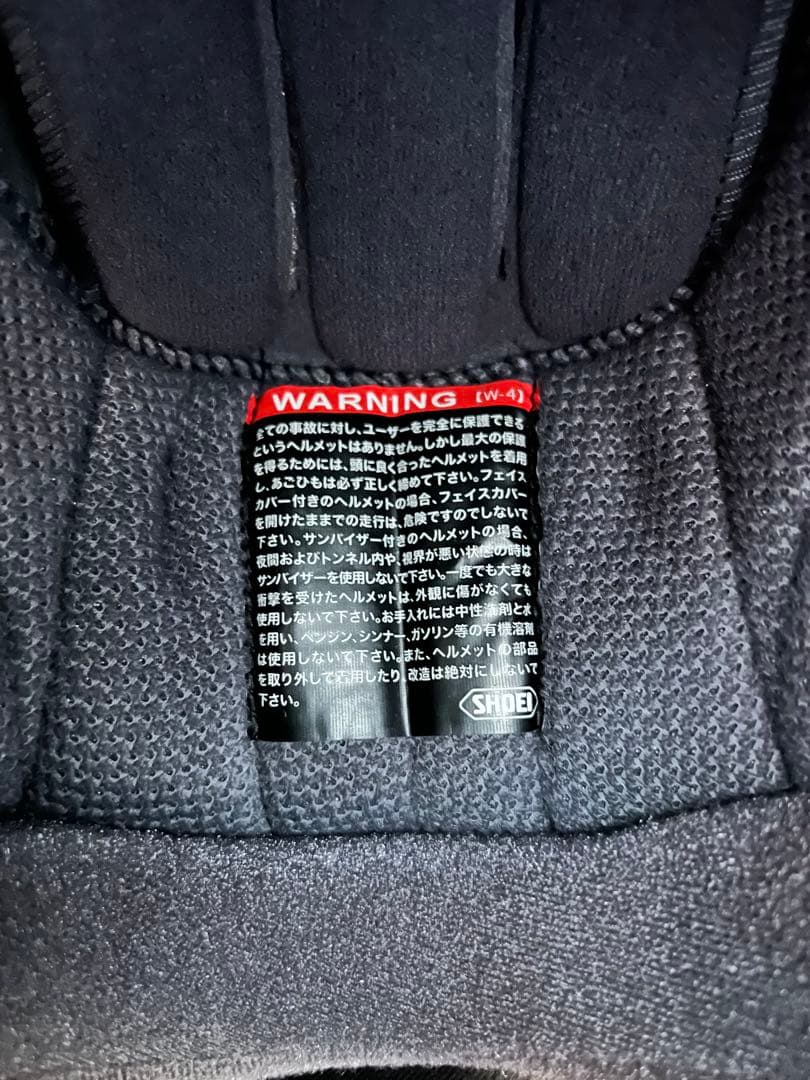 WARNING [W-4]
全ての事故に対し、ユーザーを完全に保護できる
というヘルメットはありません。しかし最大の保護
を得るためには、頭に良く合ったヘルメットを着用
し、あごひもは必ず正しく締めて下さい。フェイス
カバー付きのヘルメットの場合、フェイスカバー
を開けたままでの走行は、危険ですのでしないで
下さい。サンバイザー付きのヘルメットの場合、
夜間およびトンネル内や、視界が悪い状態の時は
サンバイザーを使用しないで下さい。一度でも大きな
衝撃を受けたヘルメットは、外観に傷がなくても
使用しないで下さい。お手入れには中性洗剤と水
を用い、ベンジン、シンナー、ガソリン等の有機溶剤
は使用しないで下さい。また、ヘルメットの部品
を取り外して着用したり、改造は絶対にしないで
下さい。
SHOEI